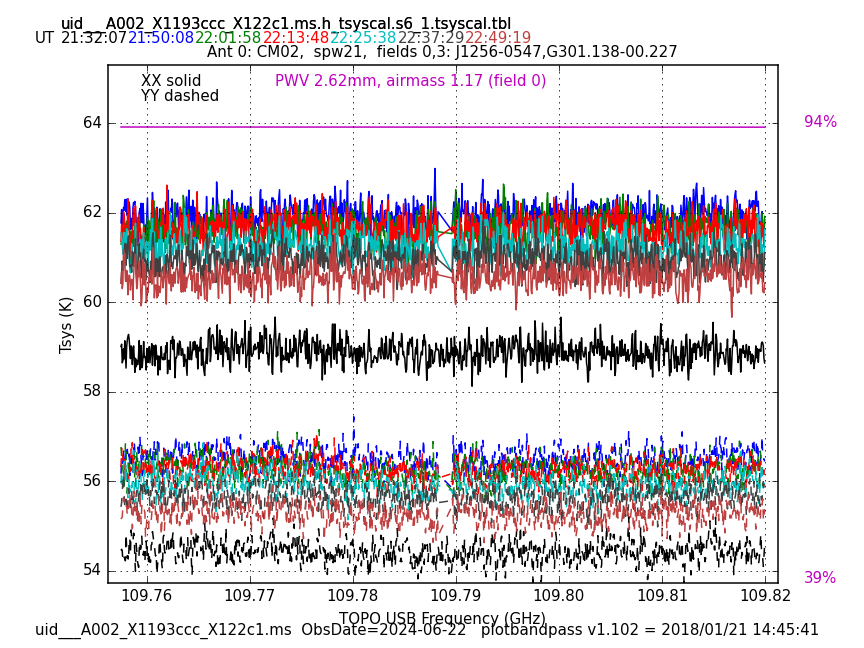 uid___A002_X1193ccc_X122c1.ms.h_tsyscal.s6_1.tsyscal.tbl
UT 21:32:07 21:50:08 22:01:58 22:13:48 22:25:38 22:37:29 22:49:19
Ant 0: CM02, spw21, fields 0,3: J1256-0547,G301.138-00.227
XX solid PWV 2.62mm, airmass 1.17 (field 0)
YY dashed
94%
64
62
60
58
56
54
Tsys (K)
39%
109.76 109.77 109.78 109.79 109.80 109.81 109.82
TOPO USB Frequency (GHz)
uid___A002_X1193ccc_X122c1.ms ObsDate=2024-06-22 plotbandpass v1.102 = 2018/01/21 14:45:41